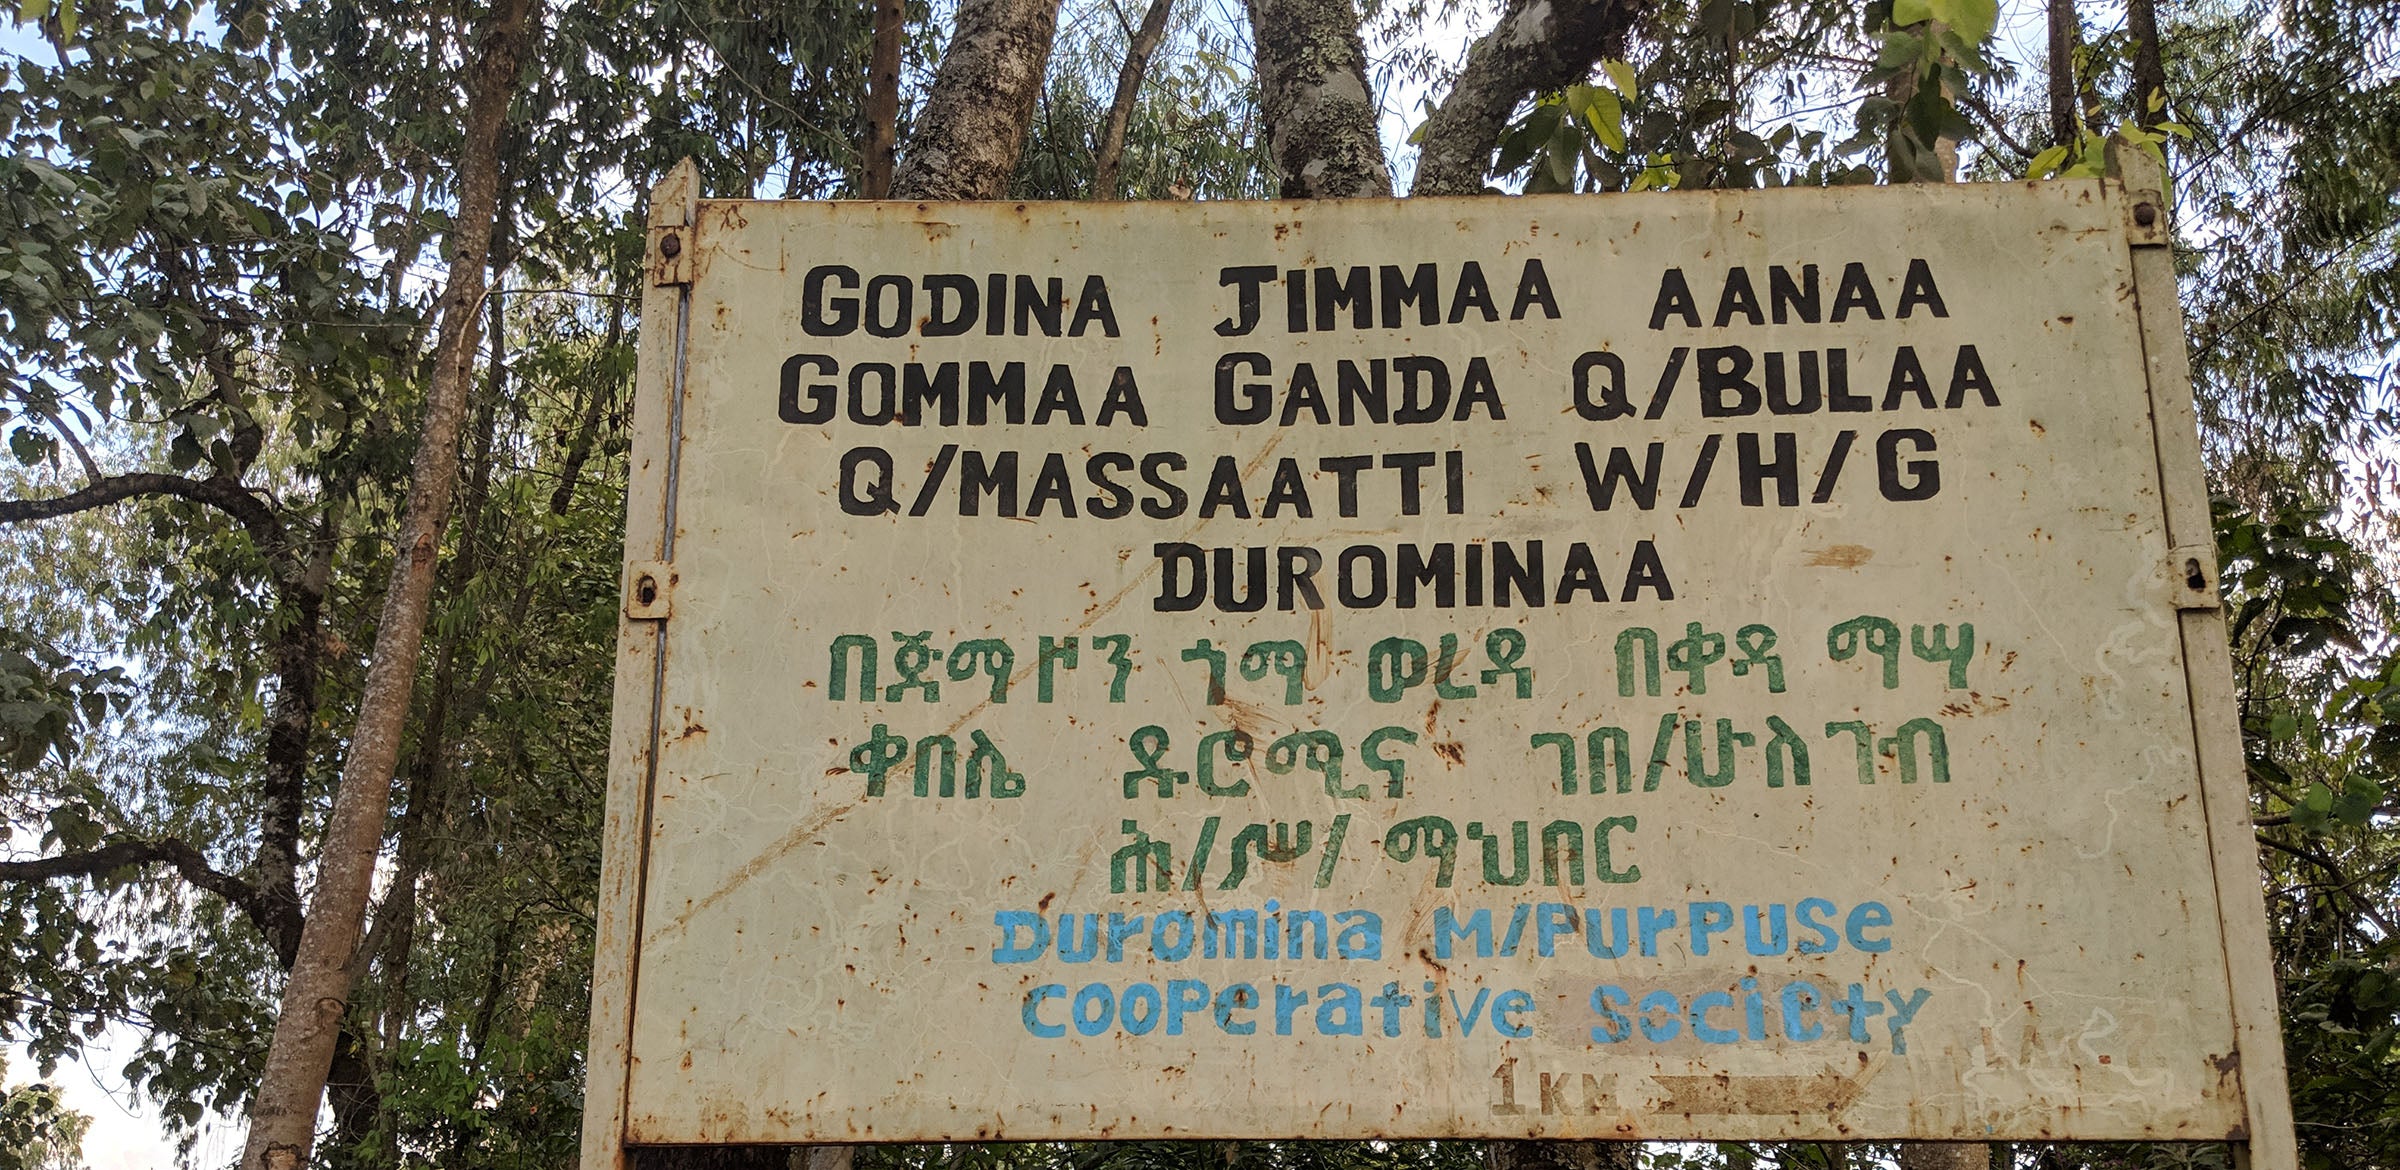 GODINA JIMMAA AANAA
GOMMAA GANDA Q/BULAA
Q/MASSAATTI W/H/G
DUROMINAA
በጅማ ዞን ጎማ ወረዳ በቀዳ ማሣ
ቀበሌ ዱሮሚና ገበ/ሁለገብ
ሕ/ሥ/ ማህበር
Duromina M/Purpuse
cooperative society
1KM